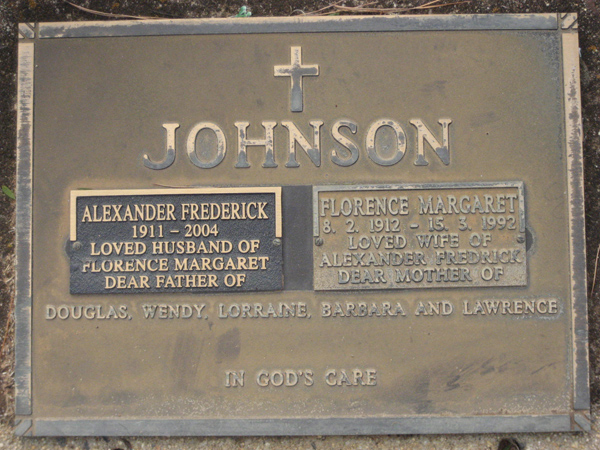 JOHNSON
ALEXANDER FREDERICK
1911 – 2004
LOVED HUSBAND OF
FLORENCE MARGARET
DEAR FATHER OF
FLORENCE MARGARET
8. 2. 1912 – 15. 3. 1992
LOVED WIFE OF
ALEXANDER FREDRICK
DEAR MOTHER OF
DOUGLAS, WENDY, LORRAINE, BARBARA AND LAWRENCE
IN GOD'S CARE